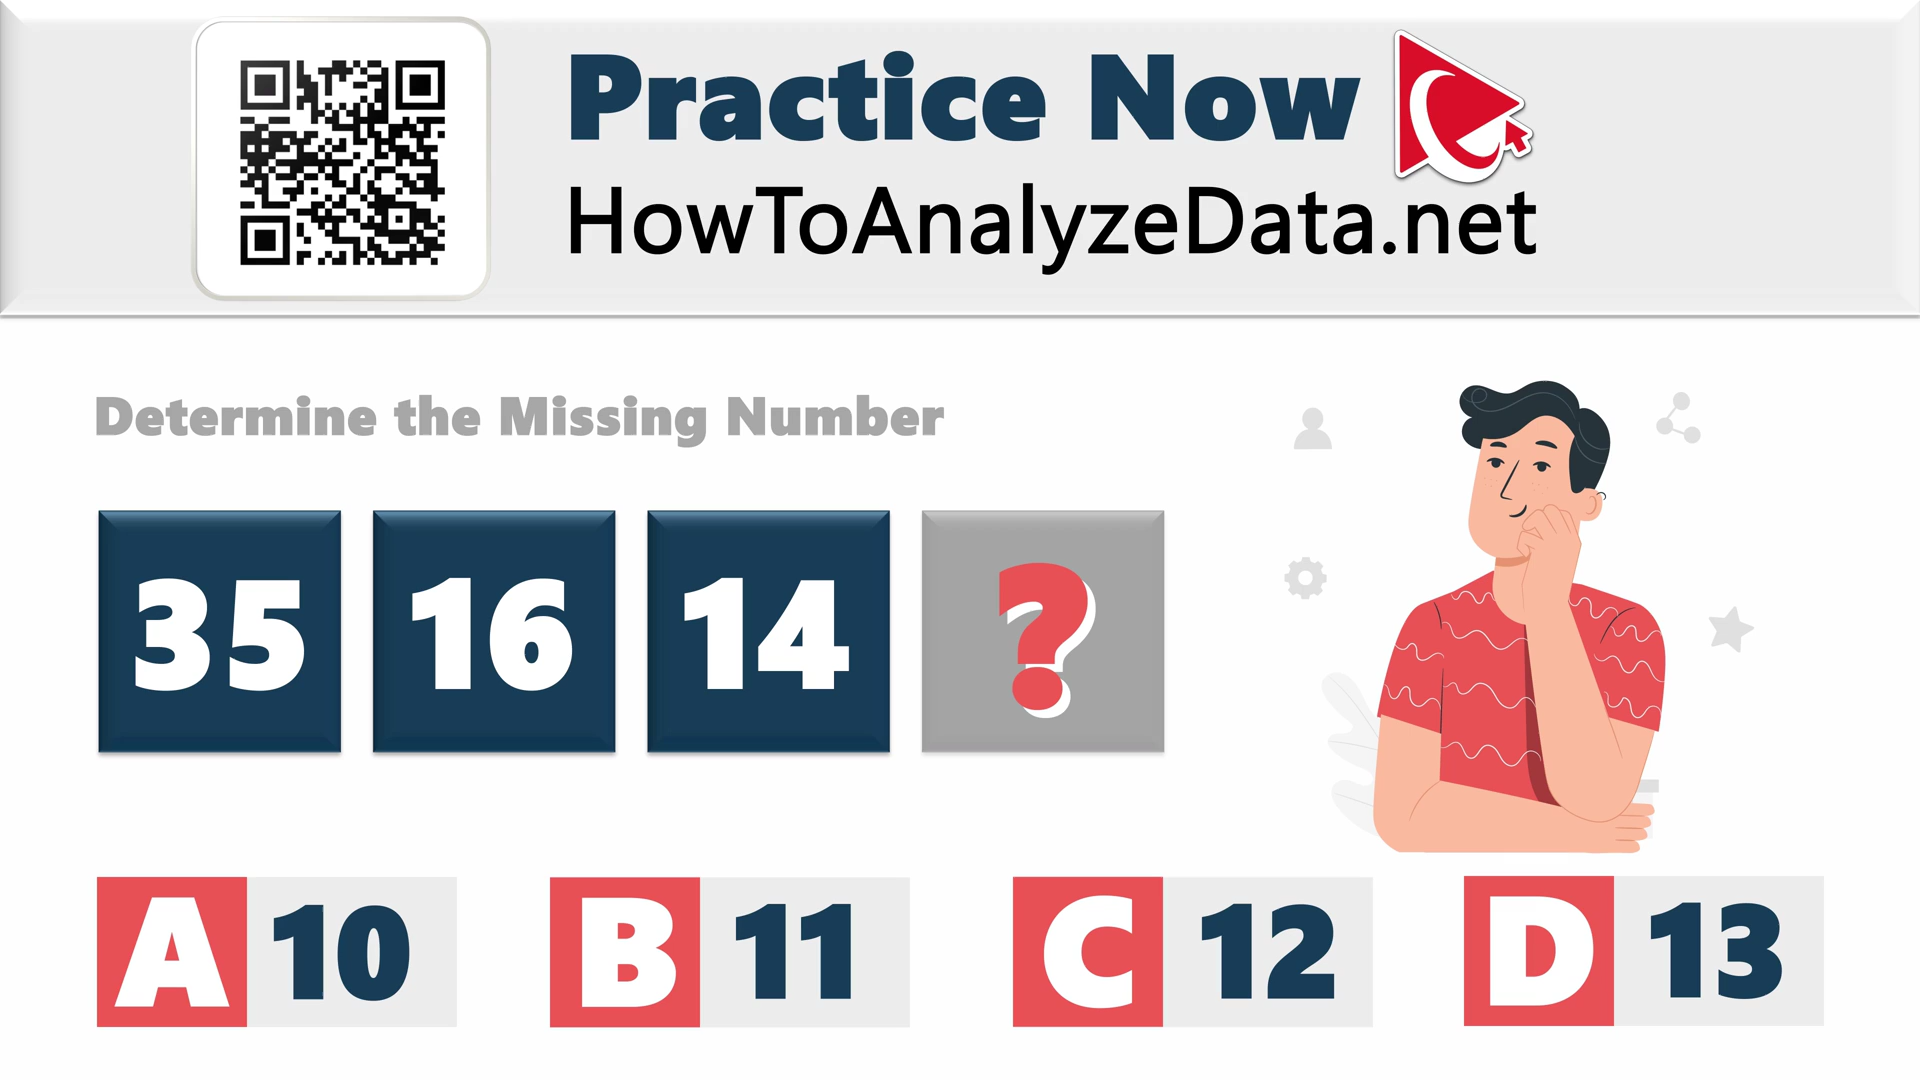 Practice Now
HowToAnalyzeData.net
Determine the Missing Number
35 16 14 ?
A 10 B 11 C 12 D 13